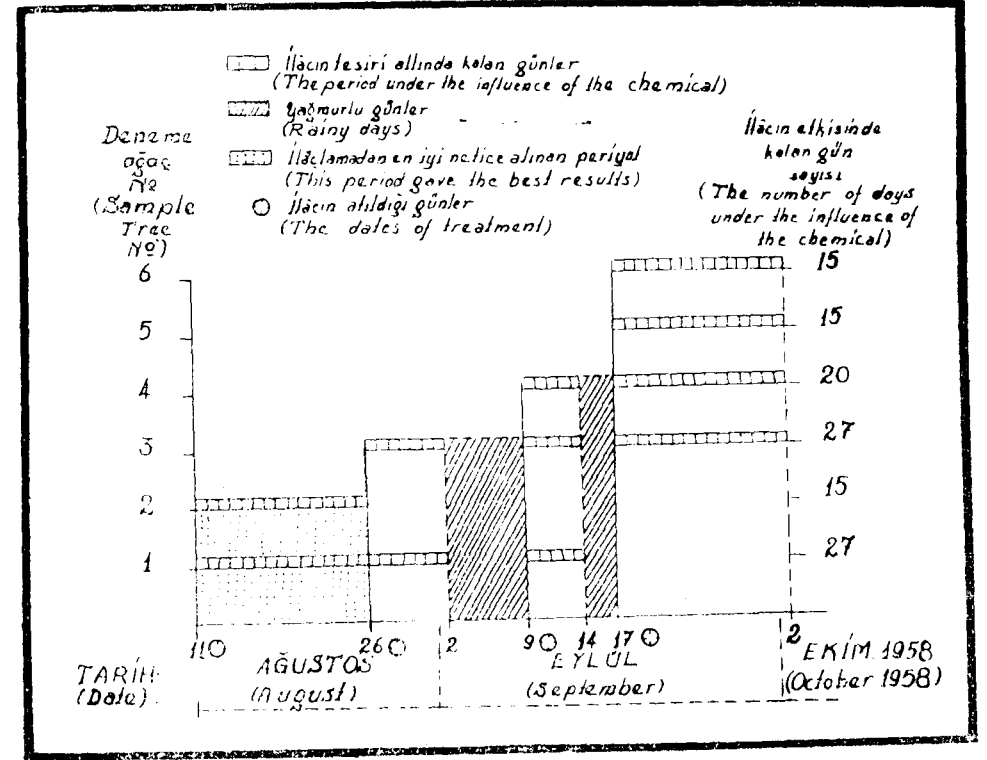 İlâcın tesiri altında kalan günler
(The period under the influence of the chemical)
Yağmurlu günler
(Rainy days)
İlâçlamadan en iyi netice alınan periyot
(This period gave the best results)
İlâcın atıldığı günler
(The dates of treatment)
Deneme
ağaç
No
(Sample
Tree
No)
İlâcın etkisinde
kalan gün
sayısı
(The number of days
under the influence of
the chemical)
6 15
5 15
4 20
3 27
2 15
1 27
11 26 2 9 14 17 2
TARİH
(Date)
AĞUSTOS
(August)
EYLÜL
(September)
EKİM 1958
(October 1958)